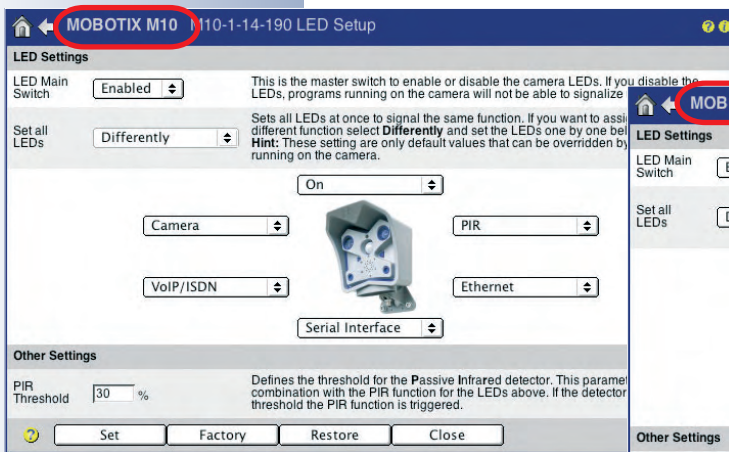 MOBOTIX M10 M10-1-14-190 LED Setup
LED Settings
LED Main Switch
Enabled
This is the master switch to enable or disable the camera LEDs. If you disable the
LEDs, programs running on the camera will not be able to signalize
Set all LEDs
Differently
Sets all LEDs at once to signal the same function. If you want to assi
different function select Differently and set the LEDs one by one bel
Hint: These setting are only default values that can be overridden by
running on the camera.
On
Camera
PIR
VoIP/ISDN
Ethernet
Serial Interface
Other Settings
PIR Threshold
30 %
Defines the threshold for the Passive Infrared detector. This paramet
combination with the PIR function for the LEDs above. If the detector
threshold the PIR function is triggered.
Set Factory Restore Close
MOB
LED Settings
LED Main Switch
Set all LEDs
Other Settings